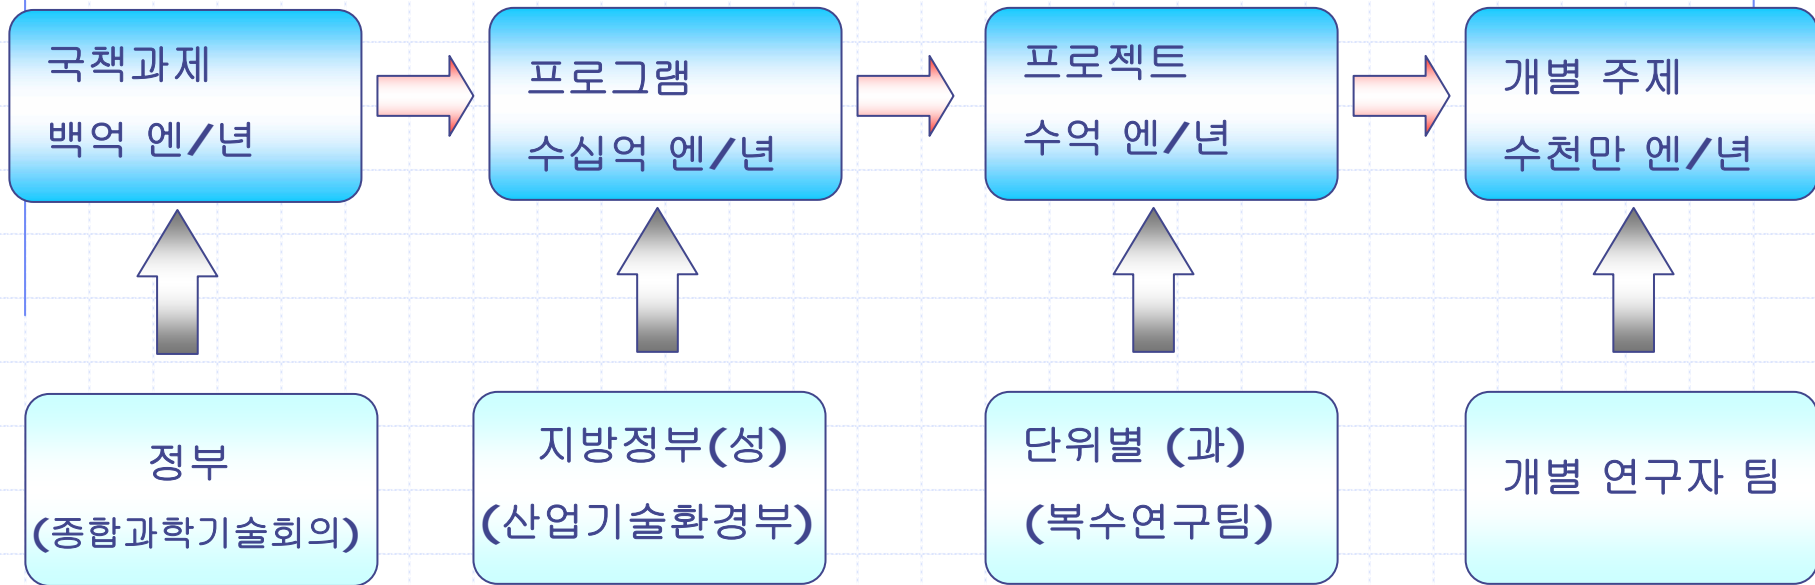 국책과제
백억 엔/년
프로그램
수십억 엔/년
프로젝트
수억 엔/년
개별 주제
수천만 엔/년
정부
(종합과학기술회의)
지방정부(성)
(산업기술환경부)
단위별 (과)
(복수연구팀)
개별 연구자 팀